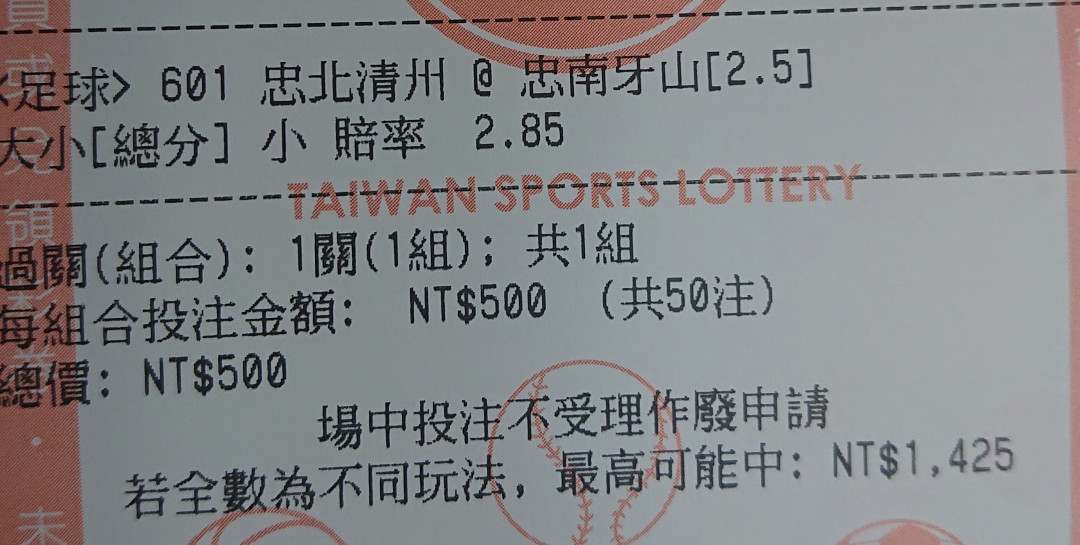 <足球> 601 忠北清州 @ 忠南牙山[2.5]
大小[總分] 小 賠率 2.85
TAIWAN SPORTS LOTTERY
過關(組合): 1關(1組); 共1組
每組合投注金額: NT$500 (共50注)
總價: NT$500
場中投注不受理作廢申請
若全數為不同玩法, 最高可能中: NT$1,425